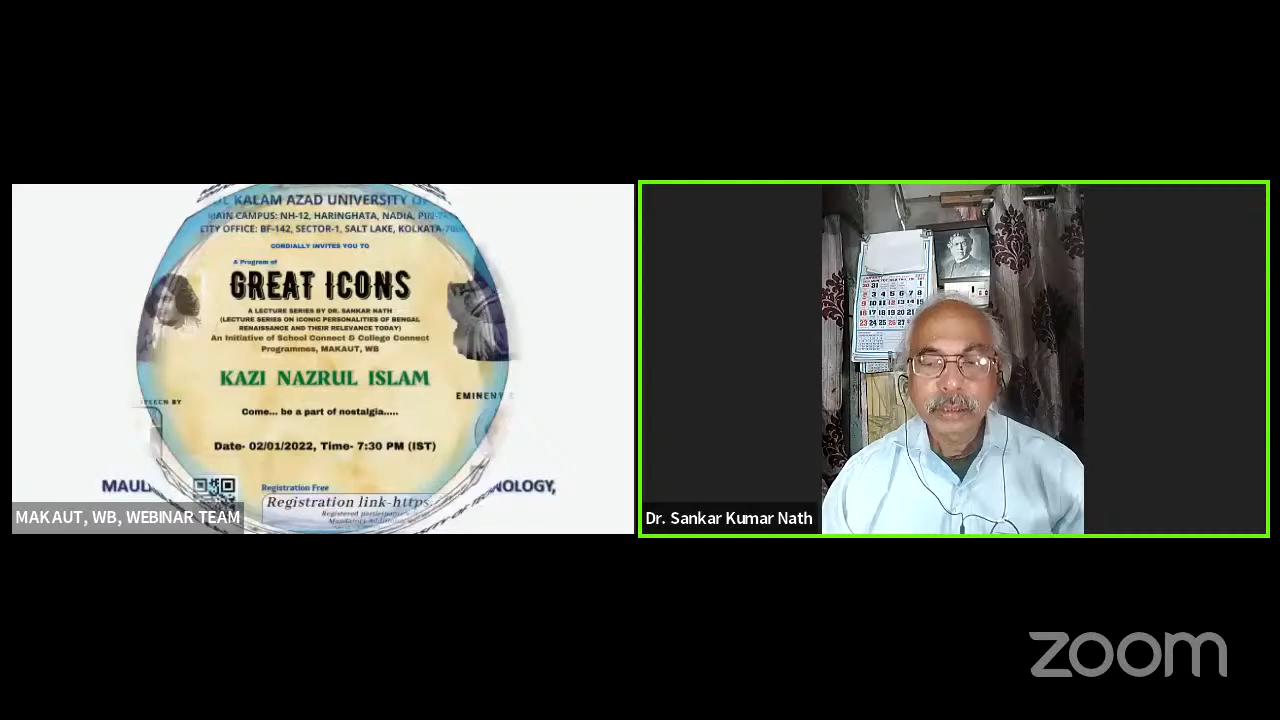 KALAM AZAD UNIVERSITY
MAIN CAMPUS: NH-12, HARINGHATA, NADIA, PIN-
CITY OFFICE: BF-142, SECTOR-1, SALT LAKE, KOLKATA-
CORDIALLY INVITES YOU TO
A Program of
GREAT ICONS
A LECTURE SERIES BY DR. SANKAR NATH
(LECTURE SERIES ON ICONIC PERSONALITIES OF BENGAL
RENAISSANCE AND THEIR RELEVANCE TODAY)
An Initiative of School Connect & College Connect
Programmes, MAKAUT, WB
KAZI NAZRUL ISLAM
SPEECH BY
EMINENT
Come... be a part of nostalgia.....
Date- 02/01/2022, Time- 7:30 PM (IST)
MAUL
NOLOGY,
Registration Free
Registration link-https:
MAKAUT, WB, WEBINAR TEAM
Dr. Sankar Kumar Nath
zoom